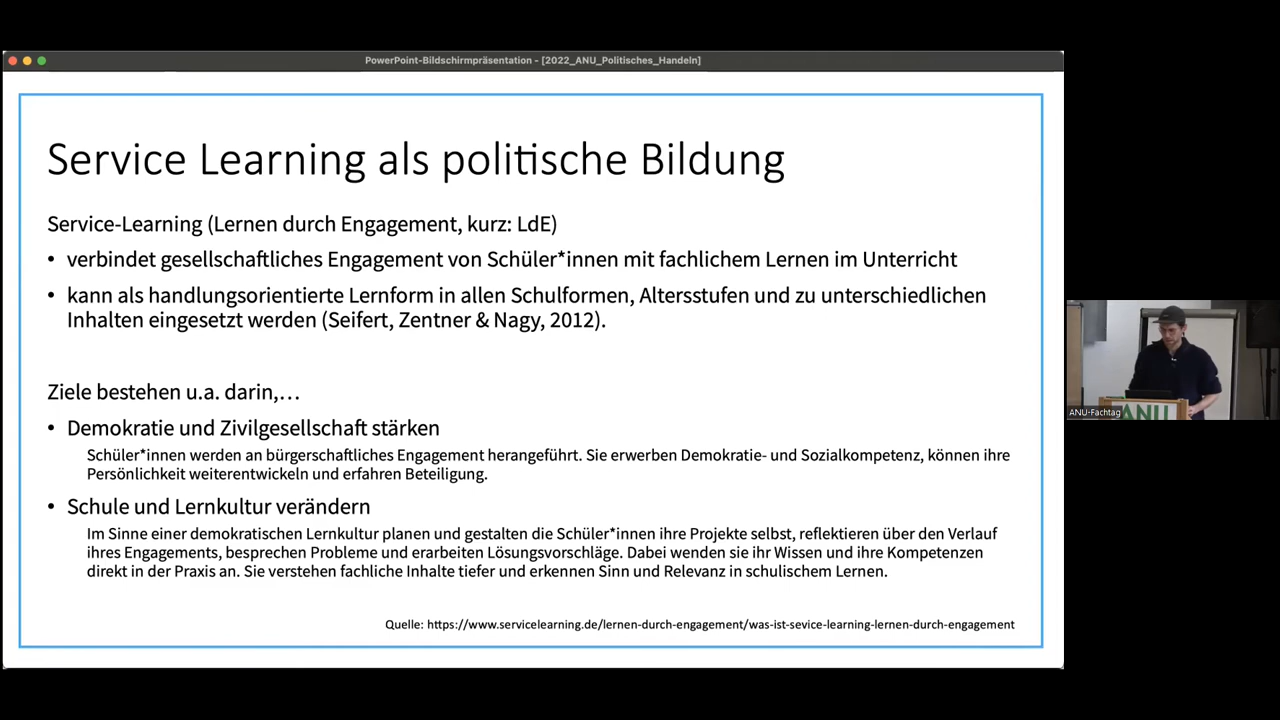 PowerPoint-Bildschirmpräsentation - [2022_ANU_Politisches_Handeln]
Service Learning als politische Bildung
Service-Learning (Lernen durch Engagement, kurz: LdE)
• verbindet gesellschaftliches Engagement von Schüler*innen mit fachlichem Lernen im Unterricht
• kann als handlungsorientierte Lernform in allen Schulformen, Altersstufen und zu unterschiedlichen
Inhalten eingesetzt werden (Seifert, Zentner & Nagy, 2012).
Ziele bestehen u.a. darin,…
• Demokratie und Zivilgesellschaft stärken
Schüler*innen werden an bürgerschaftliches Engagement herangeführt. Sie erwerben Demokratie- und Sozialkompetenz, können ihre
Persönlichkeit weiterentwickeln und erfahren Beteiligung.
• Schule und Lernkultur verändern
Im Sinne einer demokratischen Lernkultur planen und gestalten die Schüler*innen ihre Projekte selbst, reflektieren über den Verlauf
ihres Engagements, besprechen Probleme und erarbeiten Lösungsvorschläge. Dabei wenden sie ihr Wissen und ihre Kompetenzen
direkt in der Praxis an. Sie verstehen fachliche Inhalte tiefer und erkennen Sinn und Relevanz in schulischem Lernen.
Quelle: https://www.servicelearning.de/lernen-durch-engagement/was-ist-sevice-learning-lernen-durch-engagement
ANU-Fachtag
ANU